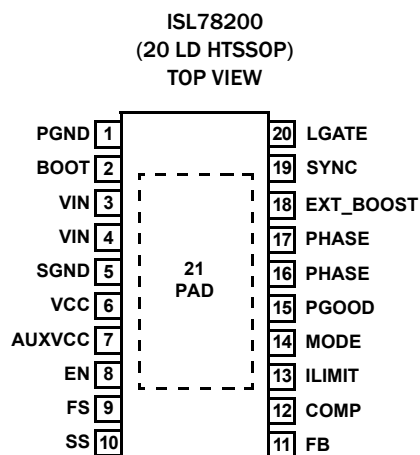 ISL78200
(20 LD HTSSOP)
TOP VIEW
PGND 1
BOOT 2
VIN 3
VIN 4
SGND 5
VCC 6
AUXVCC 7
EN 8
FS 9
SS 10
21
PAD
20 LGATE
19 SYNC
18 EXT_BOOST
17 PHASE
16 PHASE
15 PGOOD
14 MODE
13 ILIMIT
12 COMP
11 FB